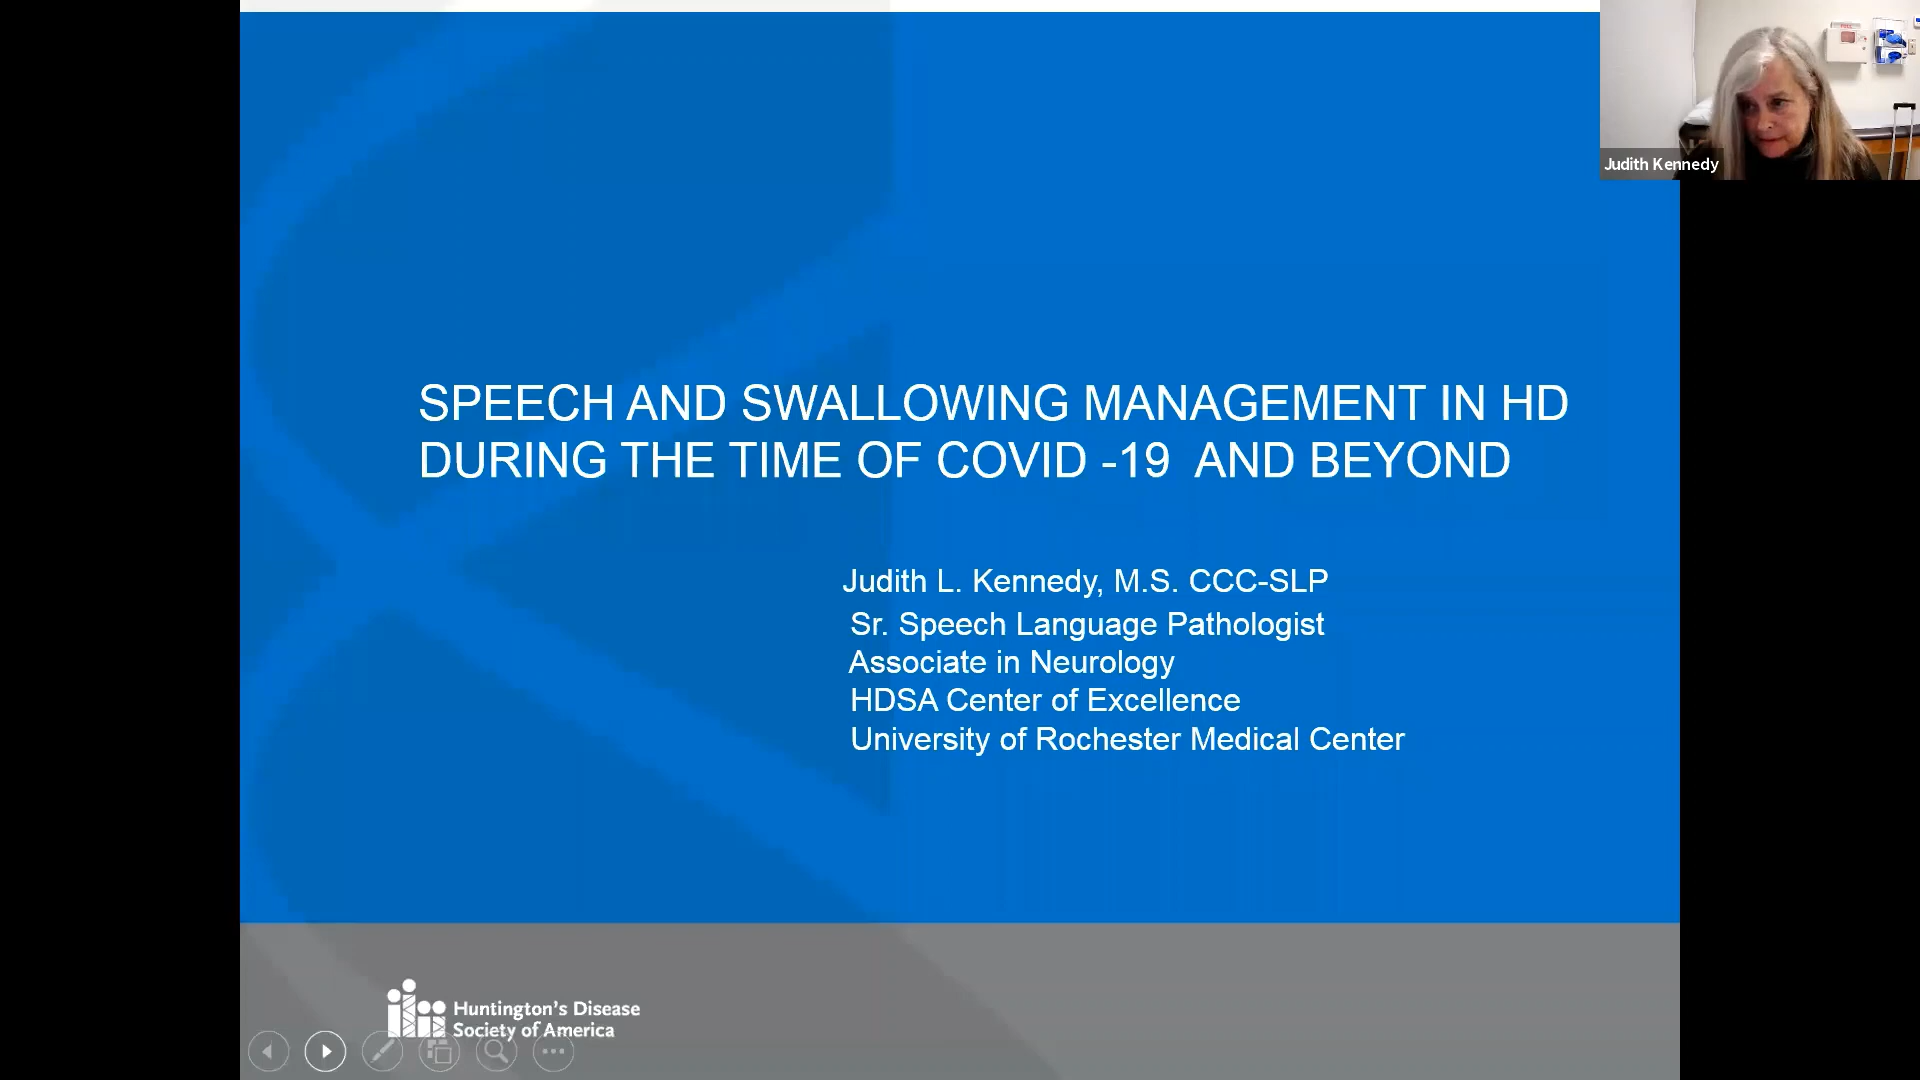 SPEECH AND SWALLOWING MANAGEMENT IN HD
DURING THE TIME OF COVID -19 AND BEYOND
Judith L. Kennedy, M.S. CCC-SLP
Sr. Speech Language Pathologist
Associate in Neurology
HDSA Center of Excellence
University of Rochester Medical Center
Huntington's Disease
Society of America
Judith Kennedy